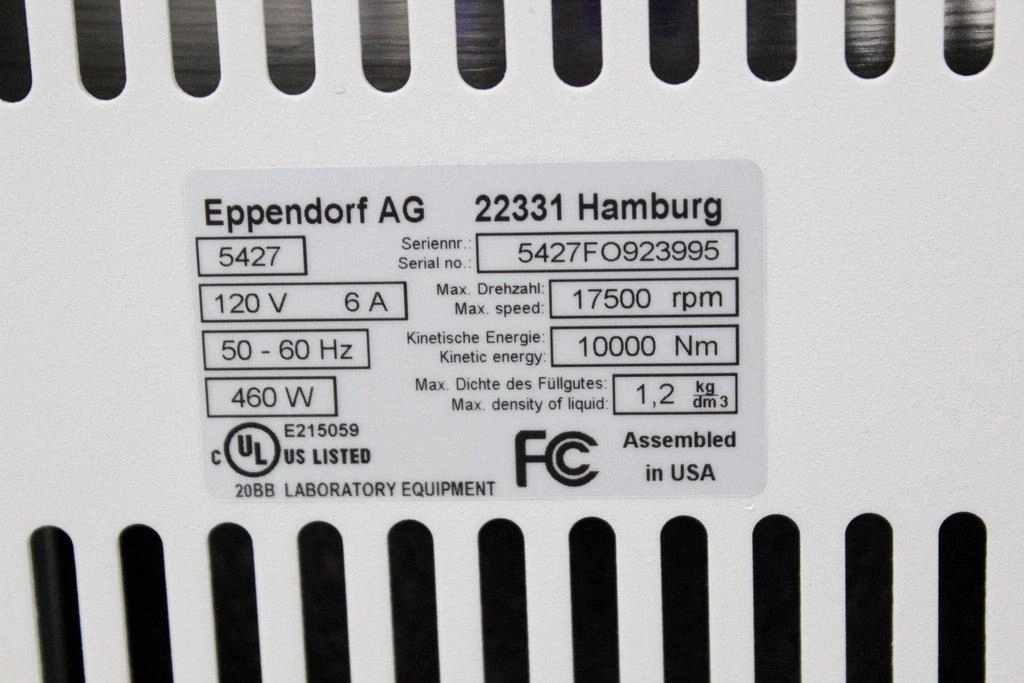 Eppendorf AG 22331 Hamburg
5427 Seriennr.: Serial no.: 5427FO923995
120 V 6 A Max. Drehzahl: Max. speed: 17500 rpm
50 - 60 Hz Kinetische Energie: Kinetic energy: 10000 Nm
460 W Max. Dichte des Füllgutes: Max. density of liquid: 1,2 kg/dm3
E215059
c UL US LISTED FC Assembled
in USA
20BB LABORATORY EQUIPMENT